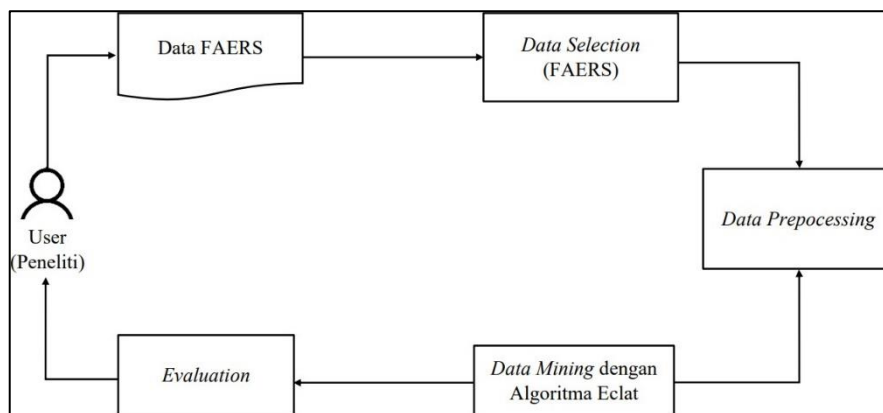 Data FAERS
Data Selection
(FAERS)
Data Prepocessing
User
(Peneliti)
Evaluation
Data Mining dengan
Algoritma Eclat